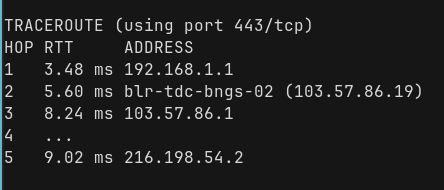 TRACEROUTE (using port 443/tcp)
HOP RTT     ADDRESS
1   3.48 ms 192.168.1.1
2   5.60 ms blr-tdc-bngs-02 (103.57.86.19)
3   8.24 ms 103.57.86.1
4   ...
5   9.02 ms 216.198.54.2